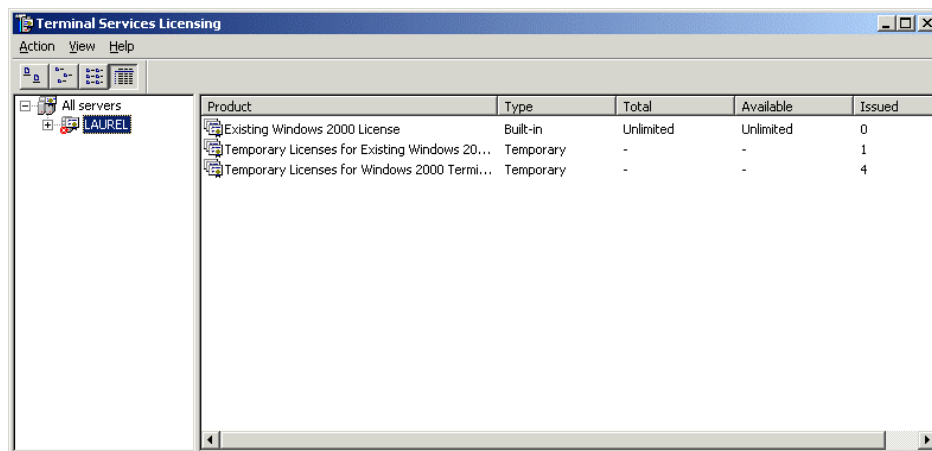 Terminal Services Licensing
Action View Help
All servers
LAUREL
Product Type Total Available Issued
Existing Windows 2000 License Built-in Unlimited Unlimited 0
Temporary Licenses for Existing Windows 20... Temporary - - 1
Temporary Licenses for Windows 2000 Termi... Temporary - - 4